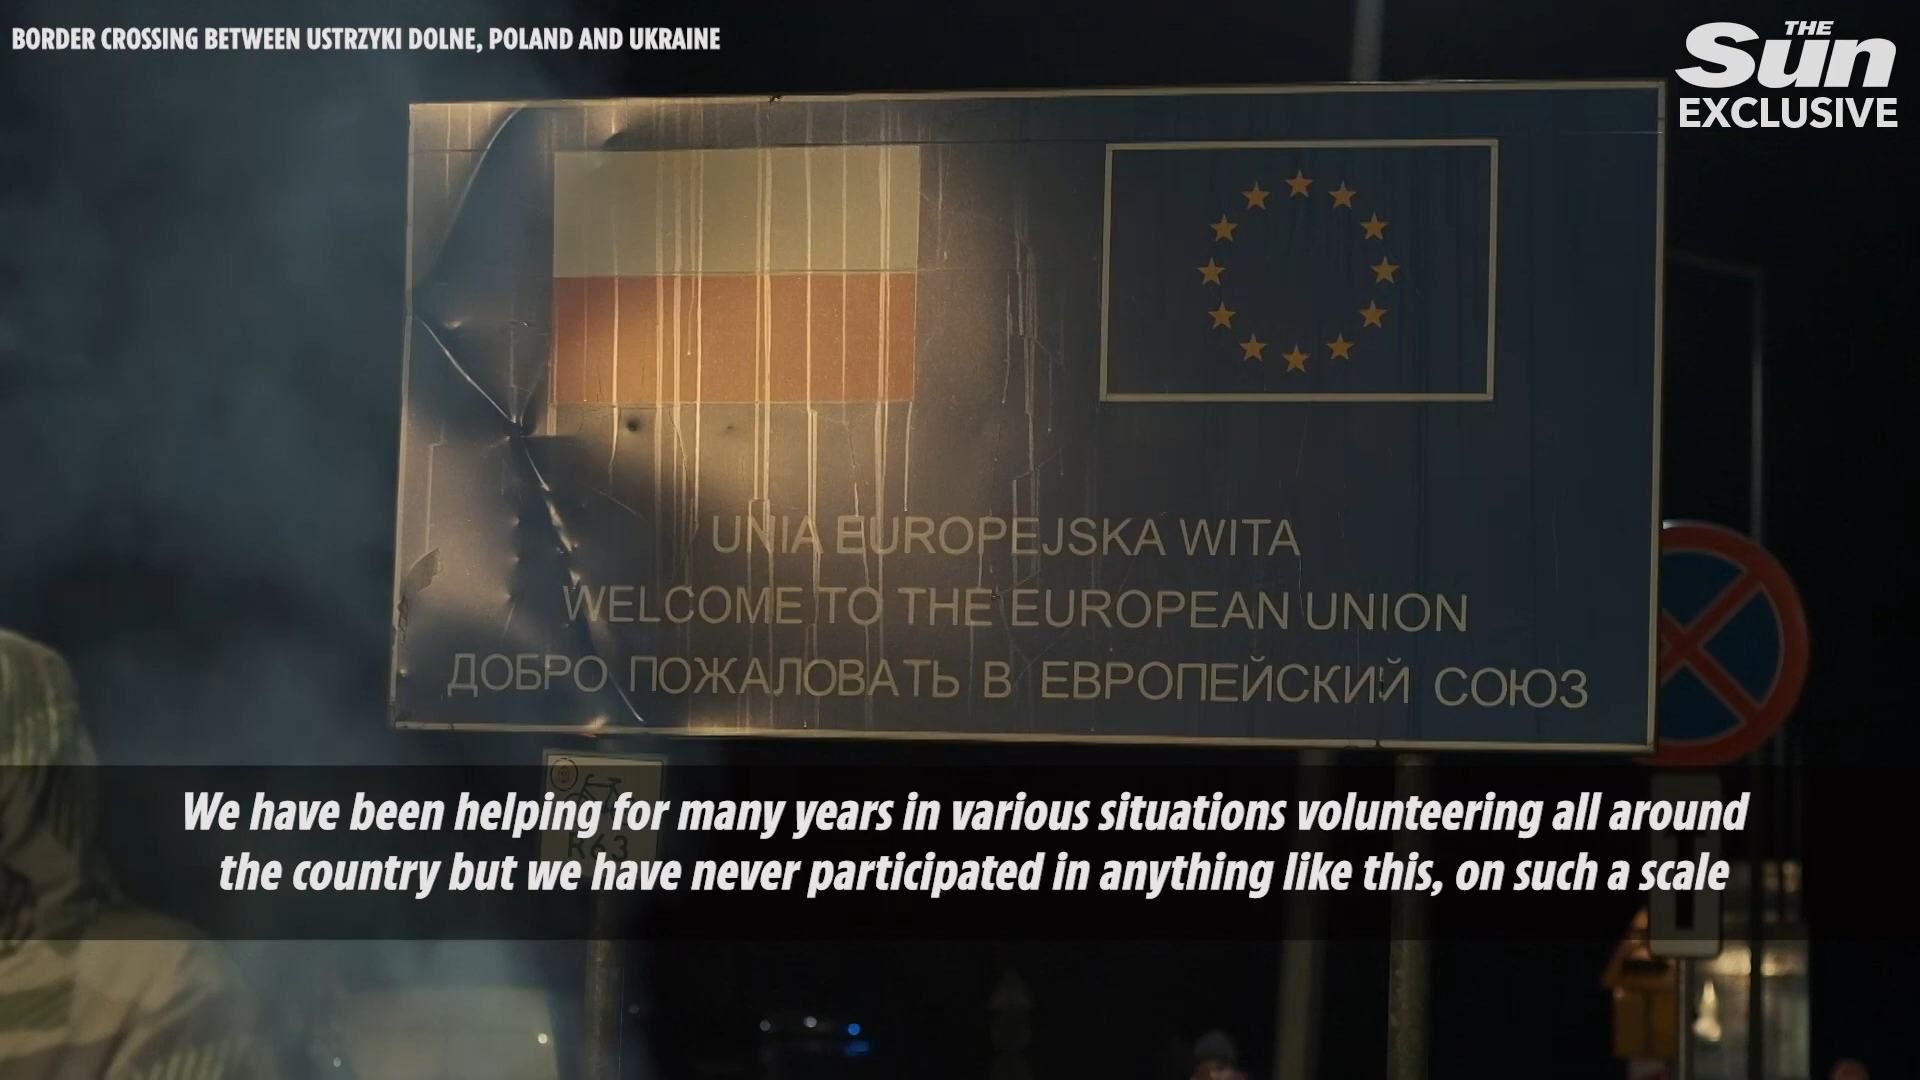 BORDER CROSSING BETWEEN USTRZYKI DOLNE, POLAND AND UKRAINE
THE
Sun
EXCLUSIVE
UNIA EUROPEJSKA WITA
WELCOME TO THE EUROPEAN UNION
ДОБРО ПОЖАЛОВАТЬ В ЕВРОПЕЙСКИЙ СОЮЗ
R63
We have been helping for many years in various situations volunteering all around
the country but we have never participated in anything like this, on such a scale